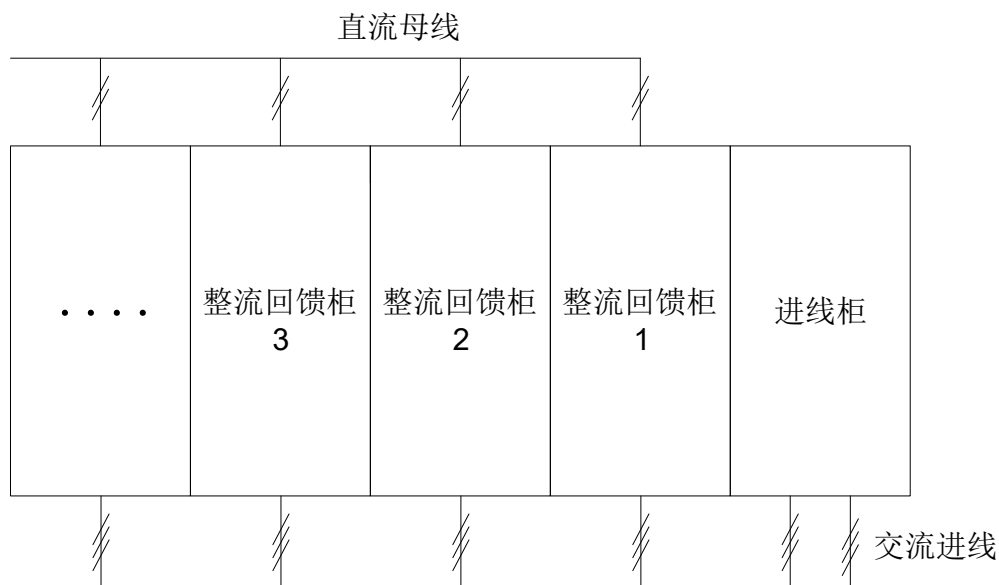 直流母线
. . . .
整流回馈柜
3
整流回馈柜
2
整流回馈柜
1
进线柜
交流进线